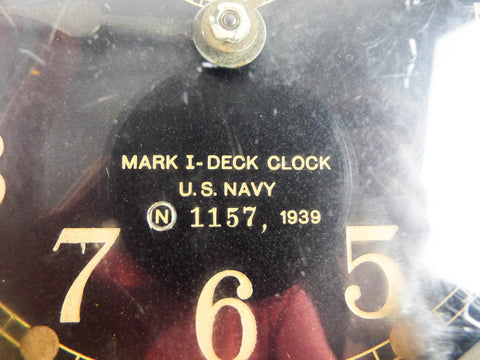 MARK I-DECK CLOCK
U.S. NAVY
N 1157, 1939
7 6 5